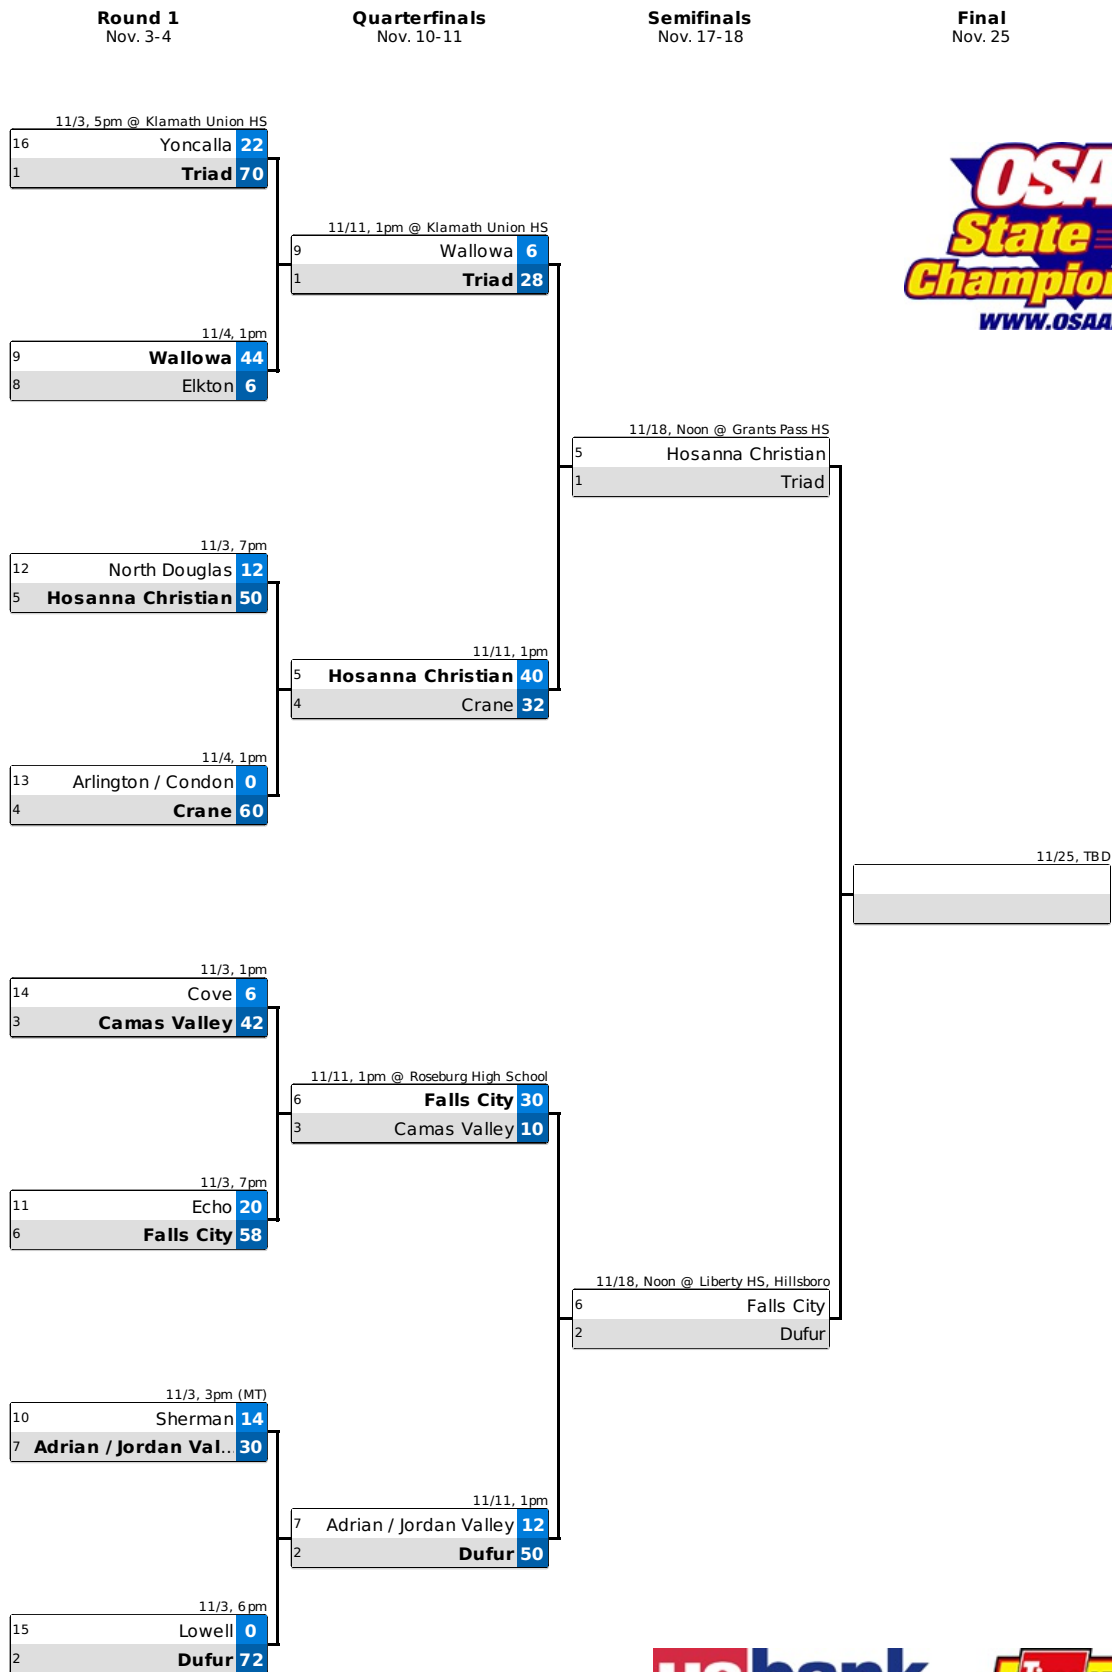 Round 1
Nov. 3-4
Quarterfinals
Nov. 10-11
Semifinals
Nov. 17-18
Final
Nov. 25
11/3, 5pm @ Klamath Union HS
16 Yoncalla 22
1 Triad 70
11/4, 1pm
9 Wallowa 44
8 Elkton 6
11/3, 7pm
12 North Douglas 12
5 Hosanna Christian 50
11/4, 1pm
13 Arlington / Condon 0
4 Crane 60
11/3, 1pm
14 Cove 6
3 Camas Valley 42
11/3, 7pm
11 Echo 20
6 Falls City 58
11/3, 3pm (MT)
10 Sherman 14
7 Adrian / Jordan Val... 30
11/3, 6pm
15 Lowell 0
2 Dufur 72
11/11, 1pm @ Klamath Union HS
9 Wallowa 6
1 Triad 28
11/11, 1pm
5 Hosanna Christian 40
4 Crane 32
11/11, 1pm @ Roseburg High School
6 Falls City 30
3 Camas Valley 10
11/11, 1pm
7 Adrian / Jordan Valley 12
2 Dufur 50
11/18, Noon @ Grants Pass HS
5 Hosanna Christian
1 Triad
11/18, Noon @ Liberty HS, Hillsboro
6 Falls City
2 Dufur
11/25, TBD
OSA
State
Champion
WWW.OSAA
usbank